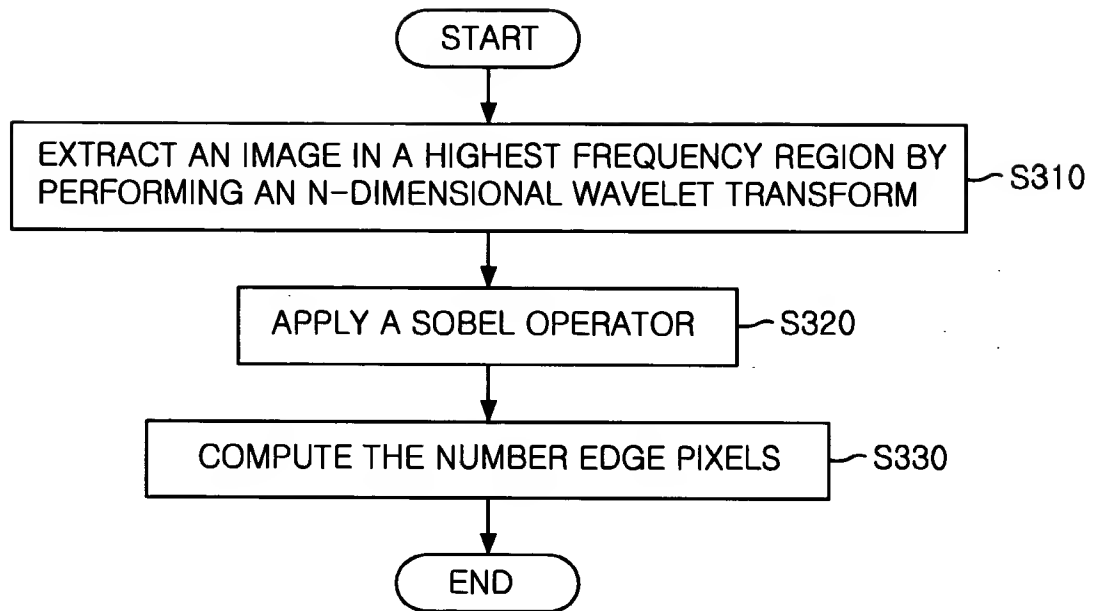 START
EXTRACT AN IMAGE IN A HIGHEST FREQUENCY REGION BY
PERFORMING AN N-DIMENSIONAL WAVELET TRANSFORM
S310
APPLY A SOBEL OPERATOR
S320
COMPUTE THE NUMBER EDGE PIXELS
S330
END